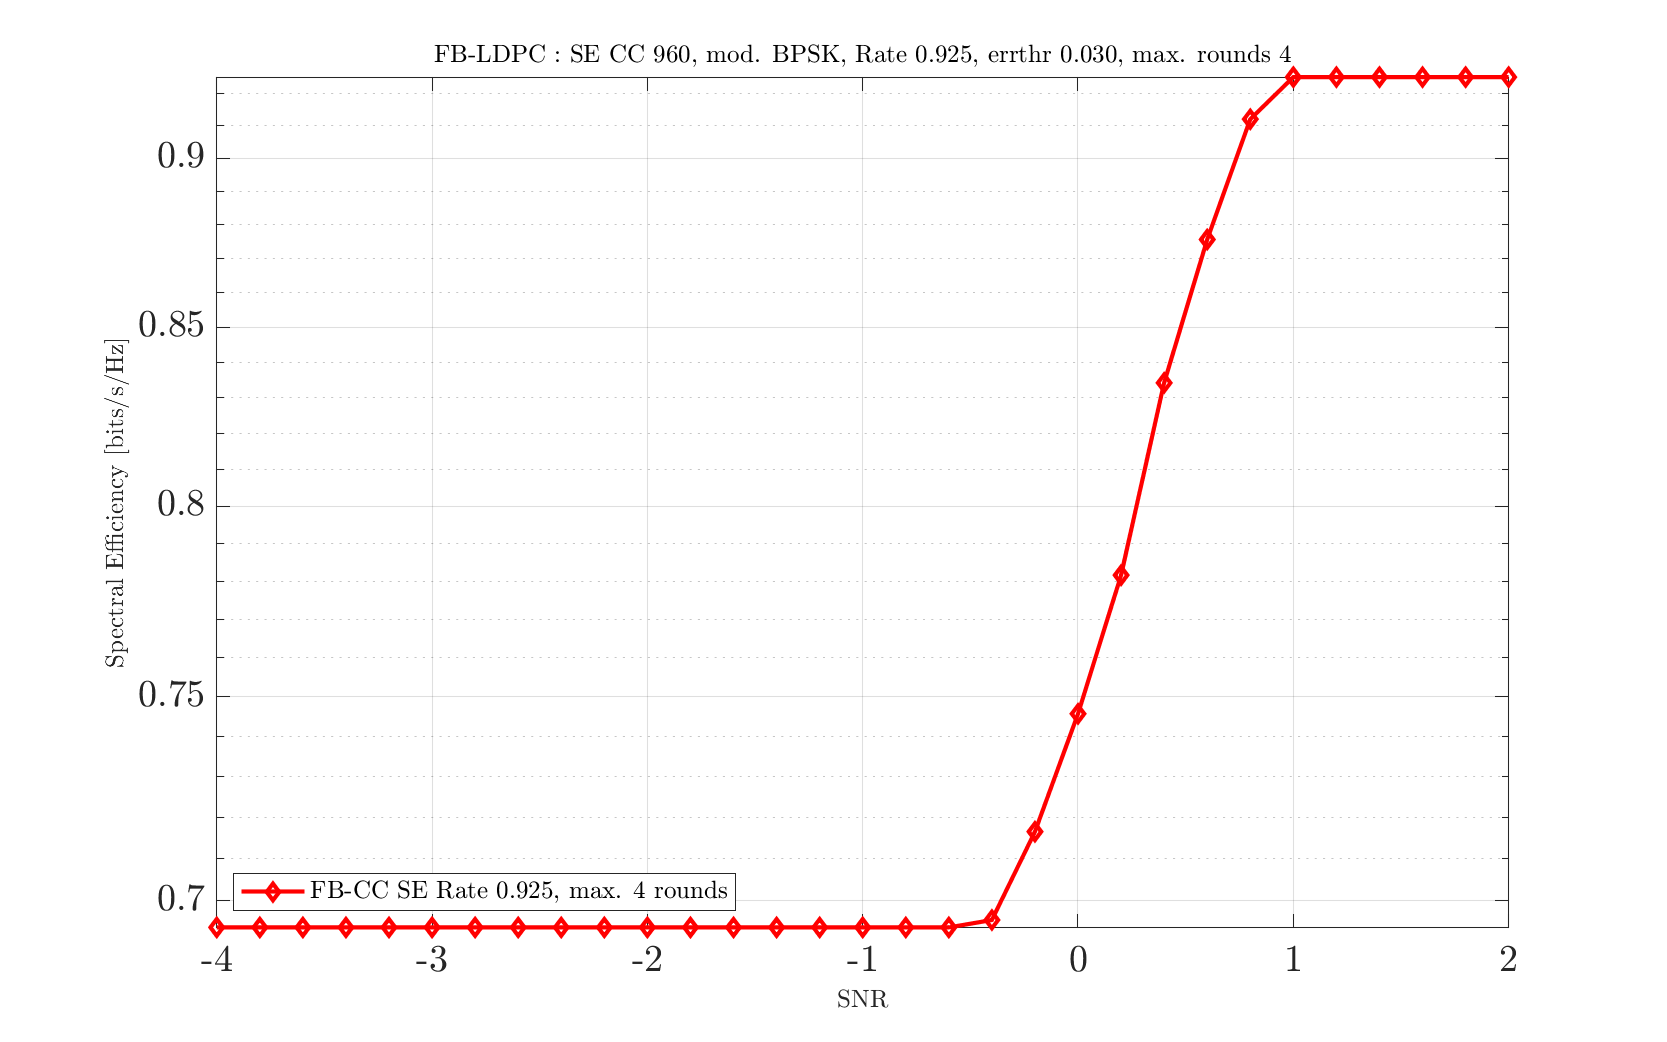 FB-LDPC : SE CC 960, mod. BPSK, Rate 0.925, errthr 0.030, max. rounds 4
0.9
0.85
0.8
0.75
0.7
Spectral Efficiency [bits/s/Hz]
FB-CC SE Rate 0.925, max. 4 rounds
-4 -3 -2 -1 0 1 2
SNR